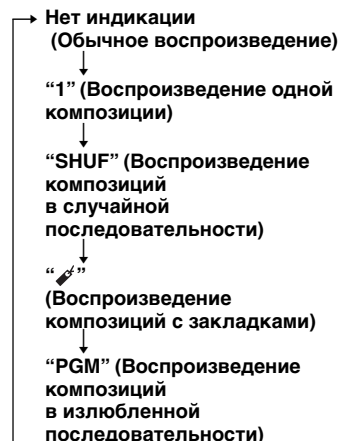 Нет индикации
(Обычное воспроизведение)
“1” (Воспроизведение одной
композиции)
“SHUF” (Воспроизведение
композиций
в случайной
последовательности)
“ ”
(Воспроизведение
композиций с закладками)
“PGM” (Воспроизведение
композиций
в излюбленной
последовательности)